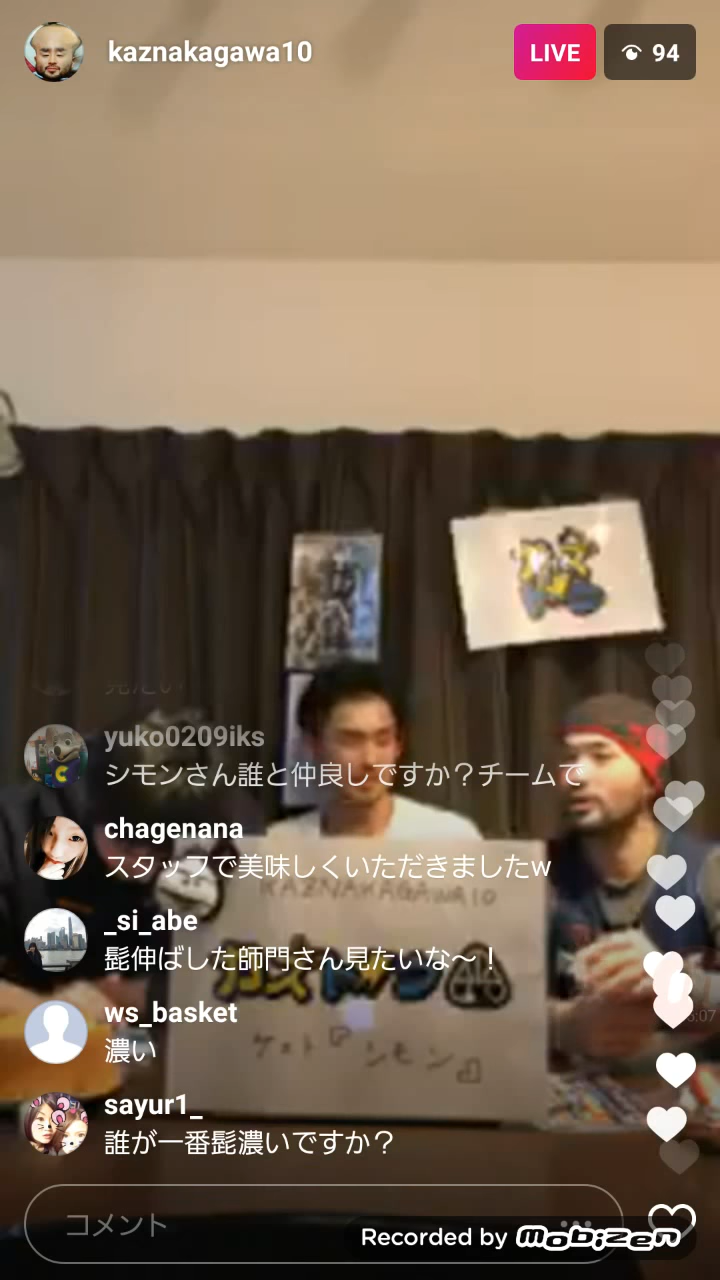 kaznakagawa10
LIVE
94
見たい
yuko0209iks
シモンさん誰と仲良しですか？チームで
chagenana
スタッフで美味しくいただきましたw
KAZNAKAGAWA10
_si_abe
髭伸ばした師門さん見たいな〜！
ws_basket
濃い
ゲスト『シモン』
sayur1_
誰が一番髭濃いですか？
コメント
Recorded by mobizen